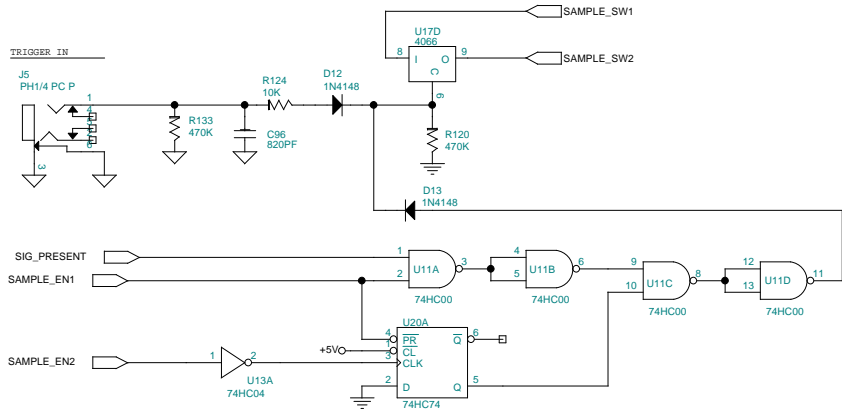 SAMPLE_SW1
U17D
4066
8
I
O
9
SAMPLE_SW2
C
6
TRIGGER IN
J5
PH1/4 PC P
1
4
5
6
3
R124
10K
D12
1N4148
R133
470K
C96
820PF
R120
470K
D13
1N4148
SIG_PRESENT
1
SAMPLE_EN1
2
U11A
3
74HC00
4
5
U11B
6
74HC00
9
10
U11C
8
74HC00
12
13
U11D
11
74HC00
U20A
4
PR
Q
6
+5V
1
CL
SAMPLE_EN2
1
2
U13A
74HC04
3
CLK
2
D
Q
5
74HC74